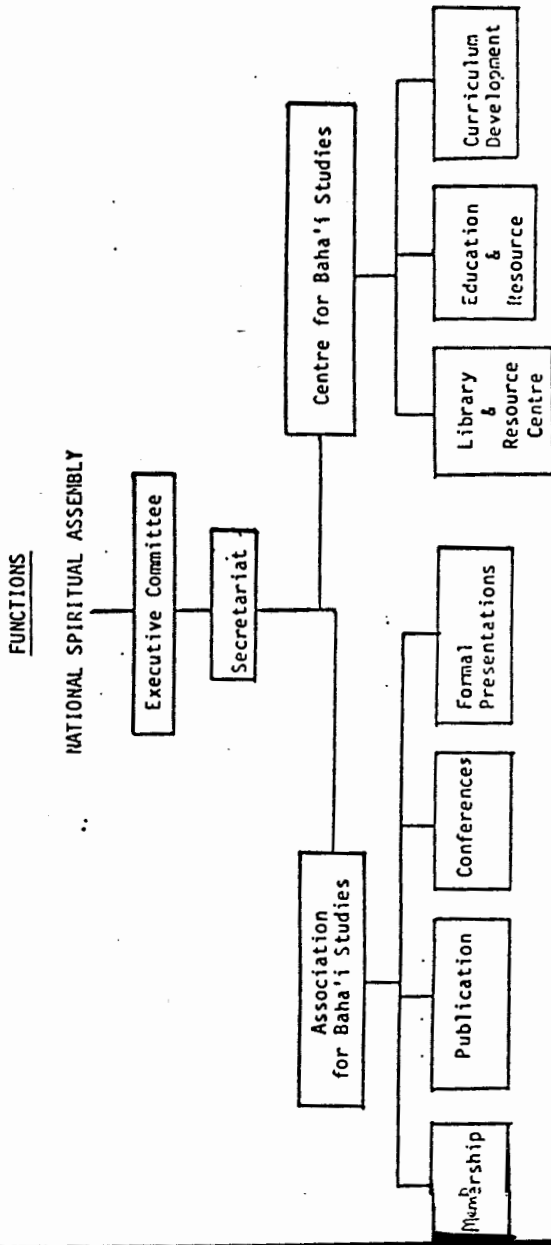 FUNCTIONS
NATIONAL SPIRITUAL ASSEMBLY
Executive Committee
Secretariat
Association
for Baha'i Studies
Centre for Baha'i Studies
Membership
Publication
Conferences
Formal
Presentations
Library
&
Resource
Centre
Education
&
Resource
Curriculum
Development